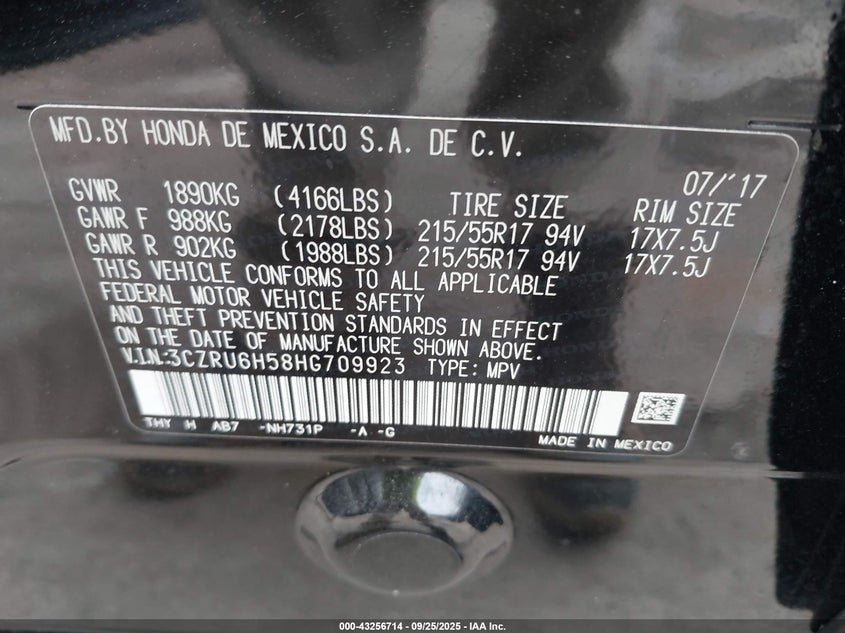 MFD.BY HONDA DE MEXICO S.A. DE C.V.
07/'17
GVWR 1890KG (4166LBS) TIRE SIZE RIM SIZE
GAWR F 988KG (2178LBS) 215/55R17 94V 17X7.5J
GAWR R 902KG (1988LBS) 215/55R17 94V 17X7.5J
THIS VEHICLE CONFORMS TO ALL APPLICABLE
FEDERAL MOTOR VEHICLE SAFETY
AND THEFT PREVENTION STANDARDS IN EFFECT
ON THE DATE OF MANUFACTURE SHOWN ABOVE.
V.I.N:3CZRU6H58HG709923 TYPE: MPV
THY H AB7 -NH731P -A -G
MADE IN MEXICO
000-43256714 - 09/25/2025 - IAA Inc.